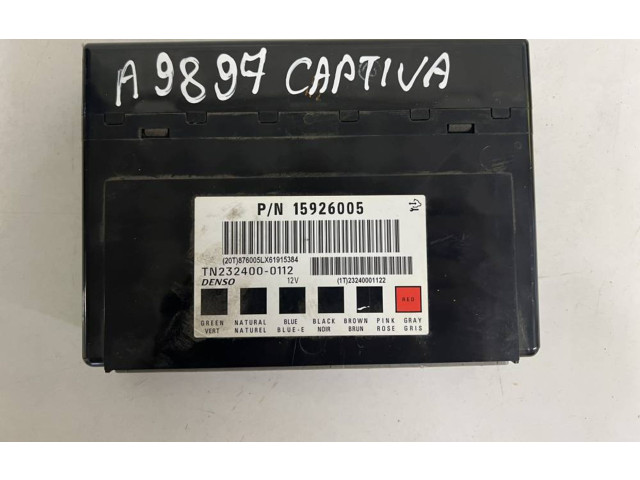 A9897 CAPTIVA
P/N 15926005
(20T)876005LX61915384
TN232400-0112
DENSO 12V (1T)23240001122
RED
GREEN NATURAL BLUE BLACK BROWN PINK GRAY
VERT NATUREL BLUE-E NOIR BRUN ROSE GRIS